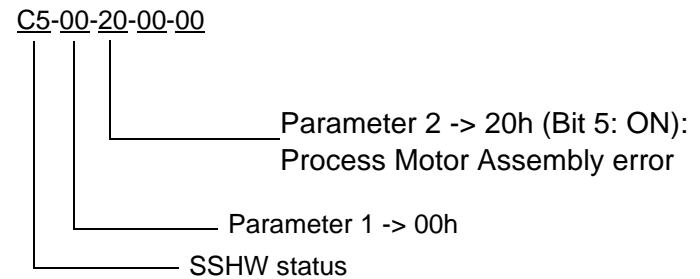 C5-00-20-00-00
Parameter 2 -> 20h (Bit 5: ON):
Process Motor Assembly error
Parameter 1 -> 00h
SSHW status